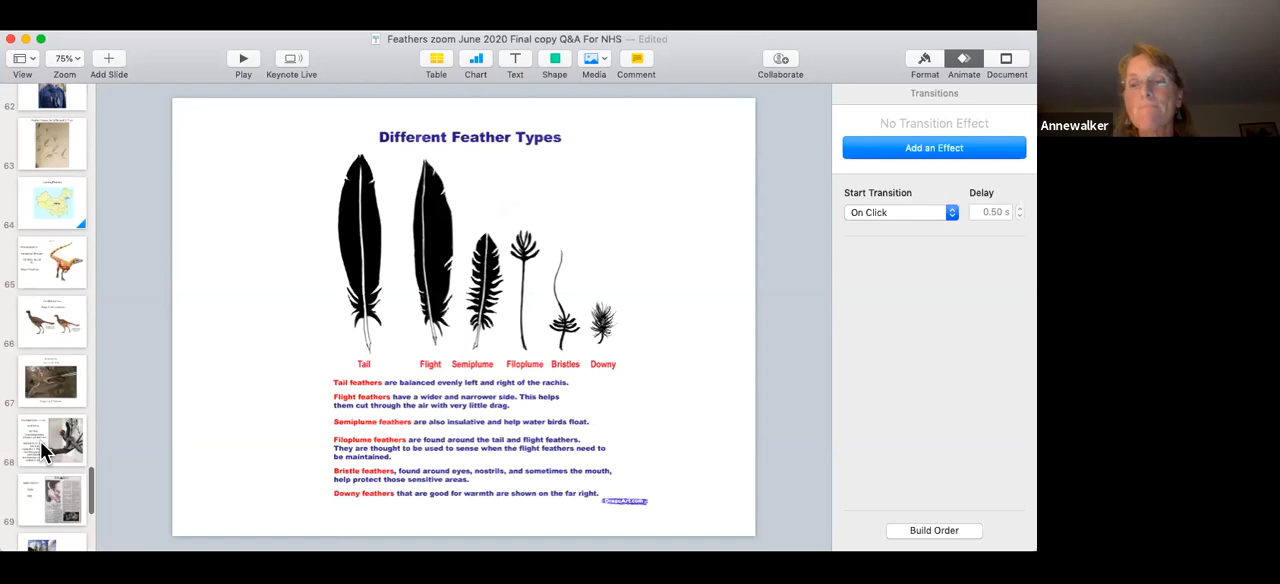 Feathers zoom June 2020 Final copy Q&A For NHS — Edited
75%
View
Zoom
Add Slide
Play
Keynote Live
Table
Chart
Text
Shape
Media
Comment
Collaborate
Format
Animate
Document
Transitions
No Transition Effect
Add an Effect
Start Transition
Delay
On Click
0.50 s
Build Order
Annewalker
62
63
64
65
66
67
68
69
Different Feather Types
Tail
Flight
Semiplume
Filoplume
Bristles
Downy
Tail feathers are balanced evenly left and right of the rachis.
Flight feathers have a wider and narrower side. This helps
them cut through the air with very little drag.
Semiplume feathers are also insulative and help water birds float.
Filoplume feathers are found around the tail and flight feathers.
They are thought to be used to sense when the flight feathers need to
be maintained.
Bristle feathers, found around eyes, nostrils, and sometimes the mouth,
help protect those sensitive areas.
Downy feathers that are good for warmth are shown on the far right.